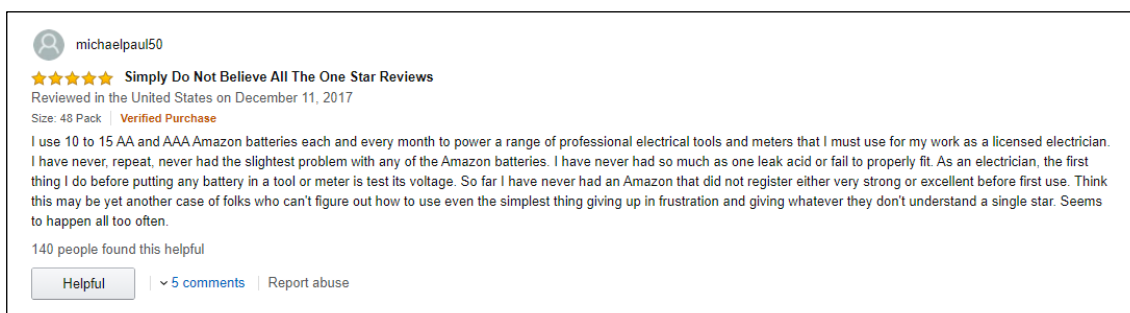 michaelpaul50
Simply Do Not Believe All The One Star Reviews
Reviewed in the United States on December 11, 2017
Size: 48 Pack | Verified Purchase
I use 10 to 15 AA and AAA Amazon batteries each and every month to power a range of professional electrical tools and meters that I must use for my work as a licensed electrician.
I have never, repeat, never had the slightest problem with any of the Amazon batteries. I have never had so much as one leak acid or fail to properly fit. As an electrician, the first
thing I do before putting any battery in a tool or meter is test its voltage. So far I have never had an Amazon that did not register either very strong or excellent before first use. Think
this may be yet another case of folks who can't figure out how to use even the simplest thing giving up in frustration and giving whatever they don't understand a single star. Seems
to happen all too often.
140 people found this helpful
Helpful | 5 comments | Report abuse